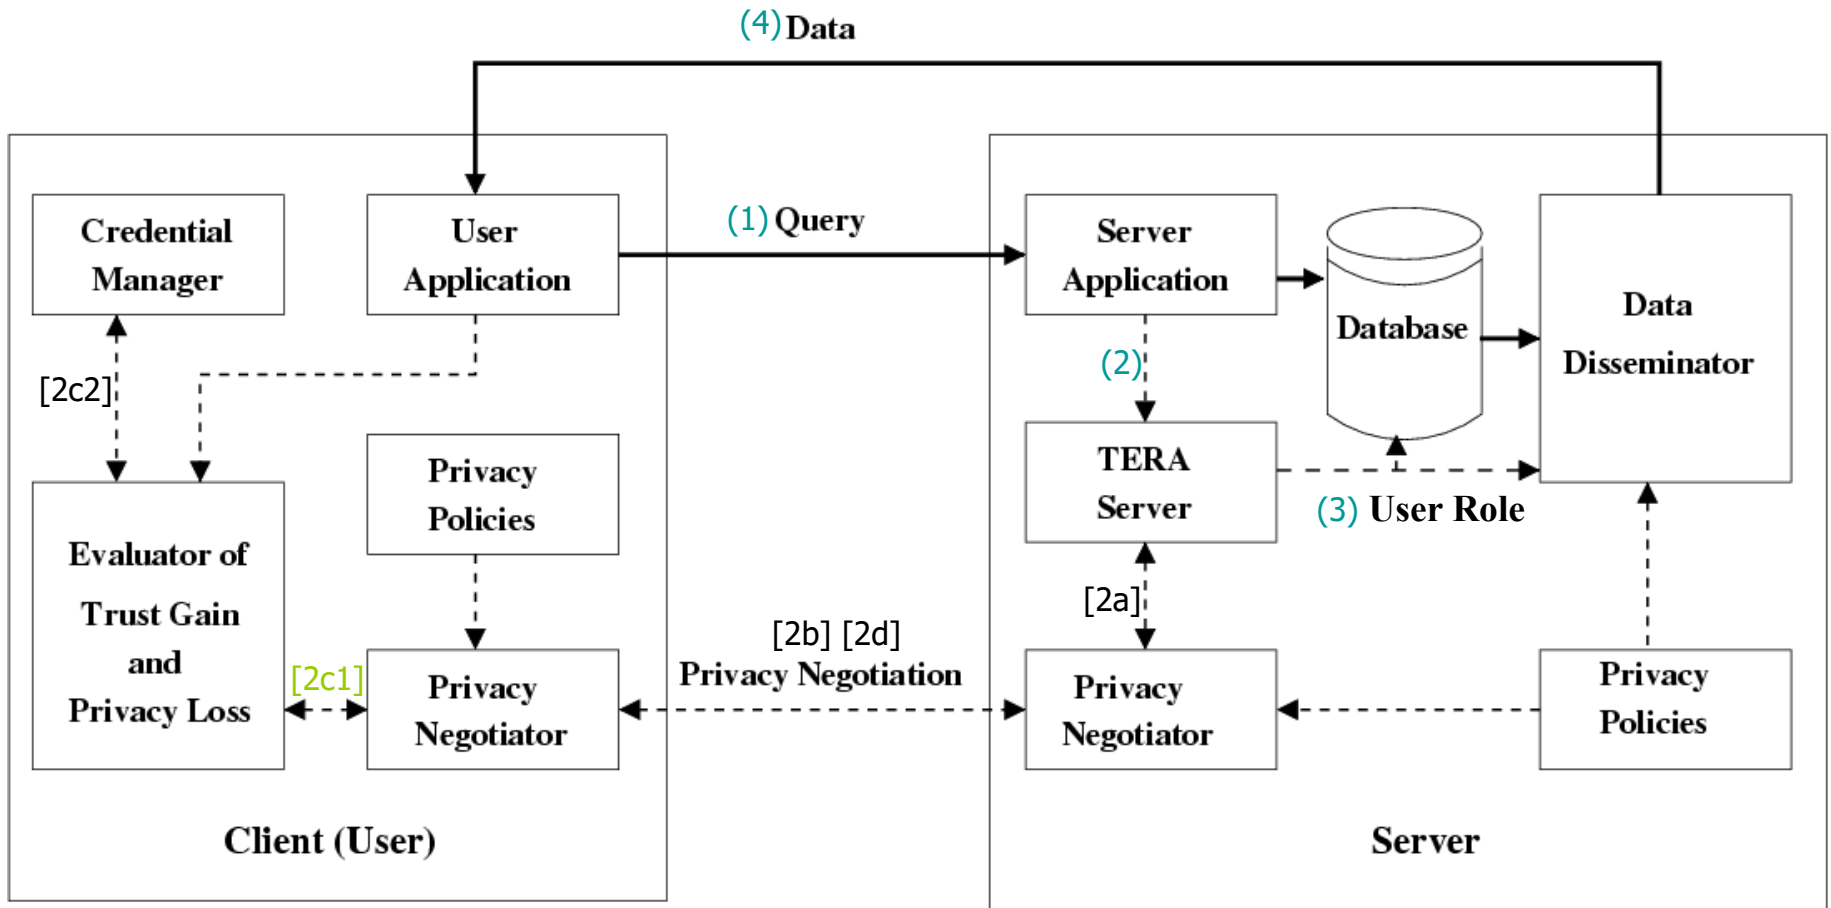 (4) Data
Credential
Manager
User
Application
(1) Query
Server
Application
Database
Data
Disseminator
[2c2]
(2)
Privacy
Policies
TERA
Server
(3) User Role
Evaluator of
Trust Gain
and
Privacy Loss
[2c1]
Privacy
Negotiator
[2b] [2d]
Privacy Negotiation
[2a]
Privacy
Negotiator
Privacy
Policies
Client (User)
Server